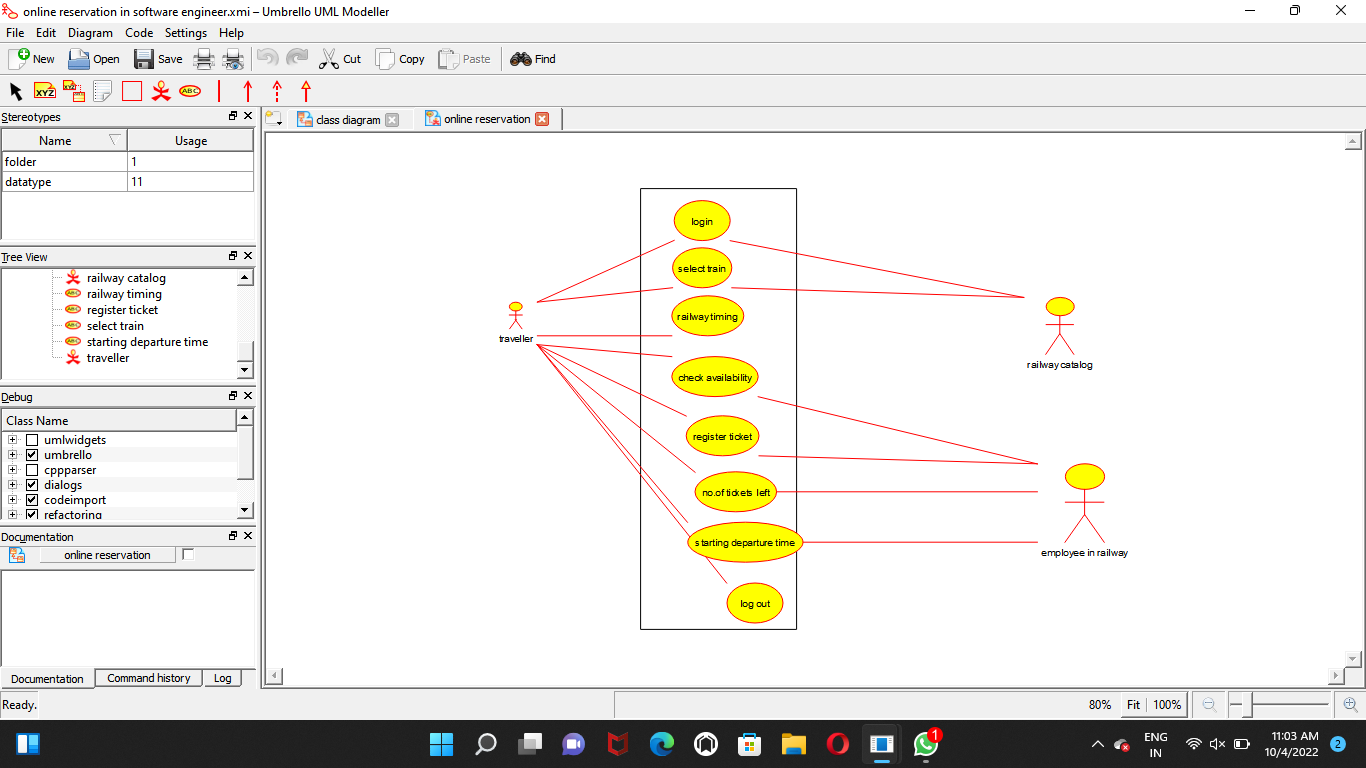 online reservation in software engineer.xmi – Umbrello UML Modeller
File Edit Diagram Code Settings Help
New Open Save Cut Copy Paste Find
XYZ XYZ ABC
Stereotypes
Name Usage
folder 1
datatype 11
Tree View
railway catalog
railway timing
register ticket
select train
starting departure time
traveller
Debug
Class Name
umlwidgets
umbrello
cppparser
dialogs
codeimport
refactoring
Documentation
online reservation
Documentation Command history Log
class diagram online reservation
login
select train
railway timing
traveller
railway catalog
check availability
register ticket
no.of tickets left
starting departure time
employee in railway
log out
Ready.
80% Fit 100%
1
ENG
IN
11:03 AM
10/4/2022
2